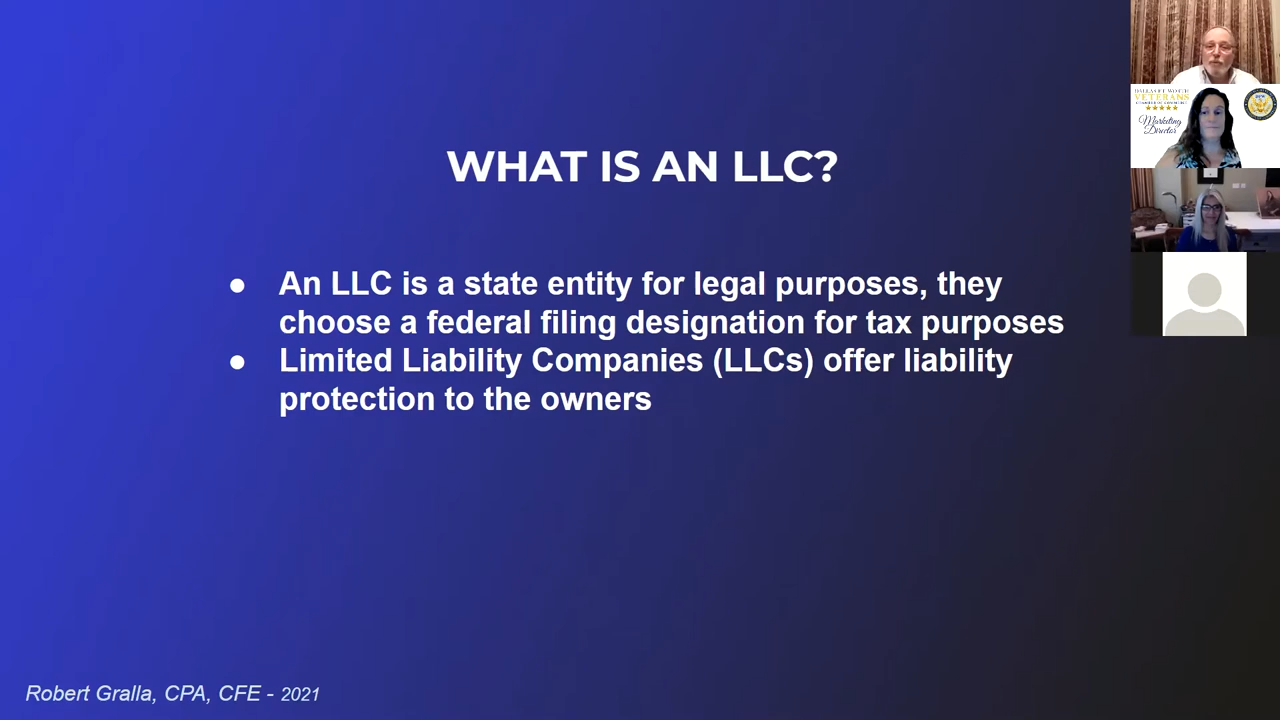 WHAT IS AN LLC?
● An LLC is a state entity for legal purposes, they
choose a federal filing designation for tax purposes
● Limited Liability Companies (LLCs) offer liability
protection to the owners
Robert Gralla, CPA, CFE - 2021
VETERANS
Marketing
Director